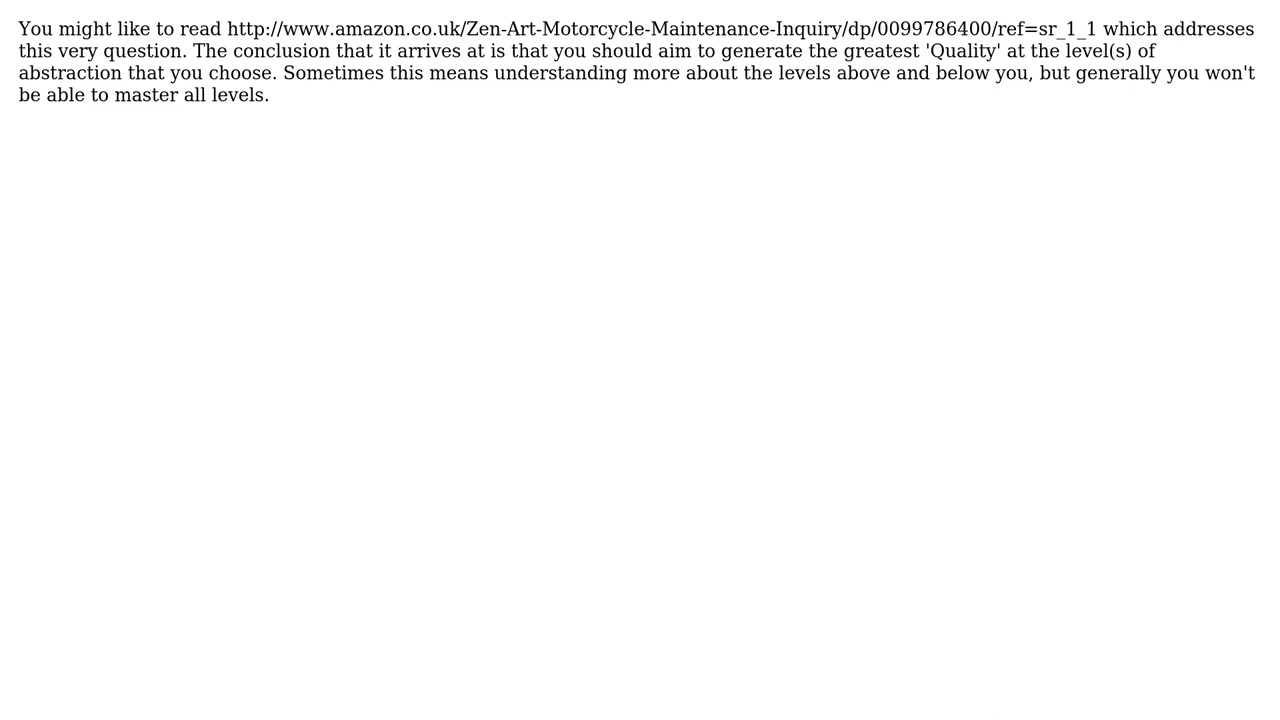 You might like to read http://www.amazon.co.uk/Zen-Art-Motorcycle-Maintenance-Inquiry/dp/0099786400/ref=sr_1_1 which addresses
this very question. The conclusion that it arrives at is that you should aim to generate the greatest 'Quality' at the level(s) of
abstraction that you choose. Sometimes this means understanding more about the levels above and below you, but generally you won't
be able to master all levels.